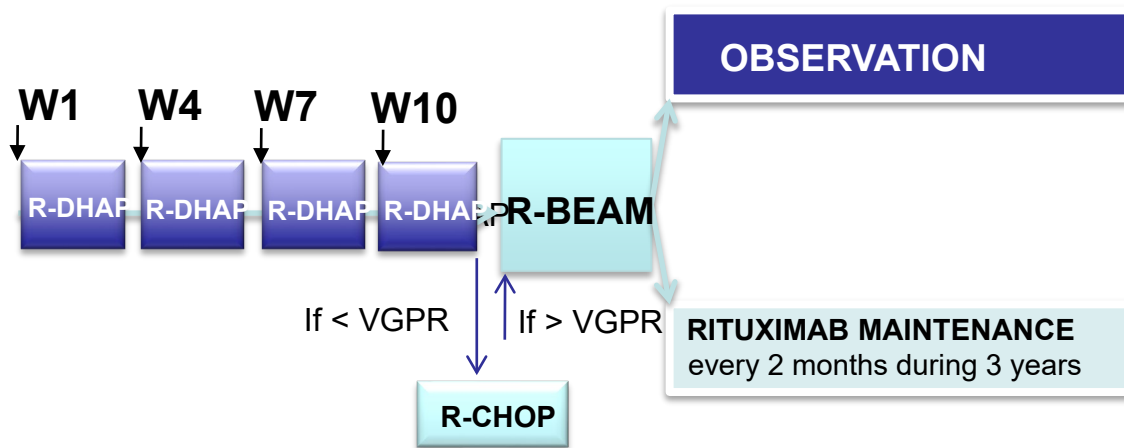 OBSERVATION
W1
W4
W7
W10
R-DHAP
R-DHAP
R-DHAP
R-DHAP
AP
R-BEAM
If < VGPR
If > VGPR
RITUXIMAB MAINTENANCE
every 2 months during 3 years
R-CHOP